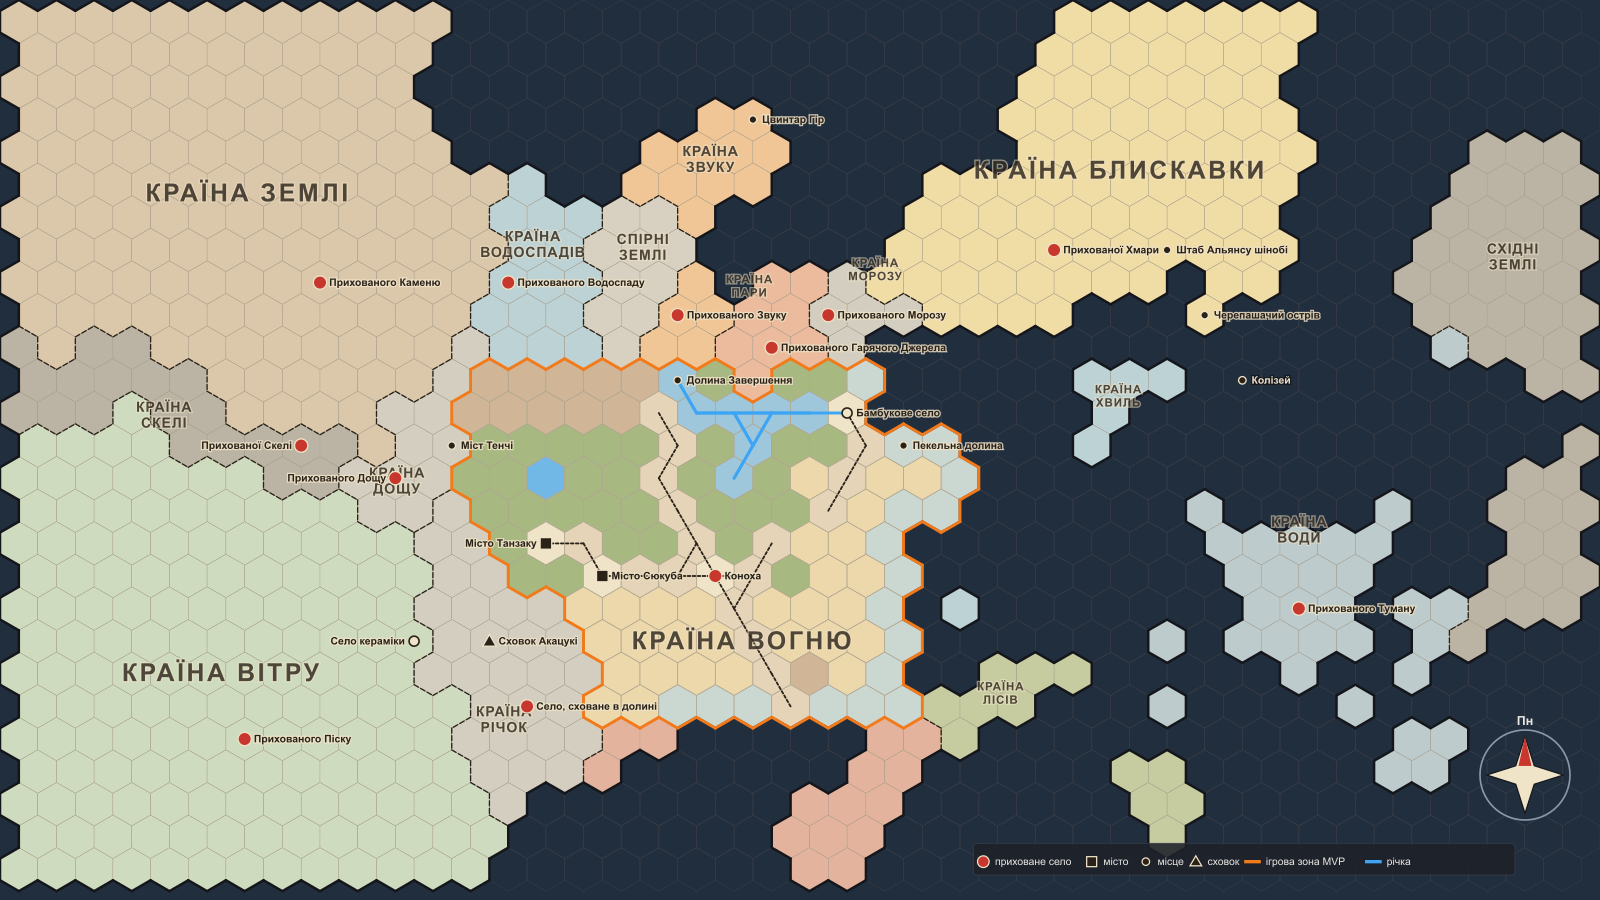 Цвинтар Гір
КРАЇНА
ЗВУКУ
КРАЇНА БЛИСКАВКИ
КРАЇНА ЗЕМЛІ
КРАЇНА
ВОДОСПАДІВ
СПІРНІ
ЗЕМЛІ
Прихованої Хмари
Штаб Альянсу шінобі
СХІДНІ
ЗЕМЛІ
КРАЇНА
МОРОЗУ
КРАЇНА
ПАРИ
Прихованого Каменю
Прихованого Водоспаду
Прихованого Звуку
Прихованого Морозу
Черепашачий острів
Прихованого Гарячого Джерела
Долина Завершення
Колізей
КРАЇНА
ХВИЛЬ
КРАЇНА
СКЕЛІ
Бамбукове село
Прихованої Скелі
Міст Тенчі
Пекельна долина
Прихованого Дощу
КРАЇНА
ДОЩУ
КРАЇНА
ВОДИ
Місто Танзаку
Місто Сюкуба
Коноха
Прихованого Туману
Село кераміки
Сховок Акацукі
КРАЇНА ВОГНЮ
КРАЇНА ВІТРУ
КРАЇНА
ЛІСІВ
Село, сховане в долині
КРАЇНА
РІЧОК
Прихованого Піску
Пн
приховане село
місто
місце
сховок
ігрова зона MVP
річка